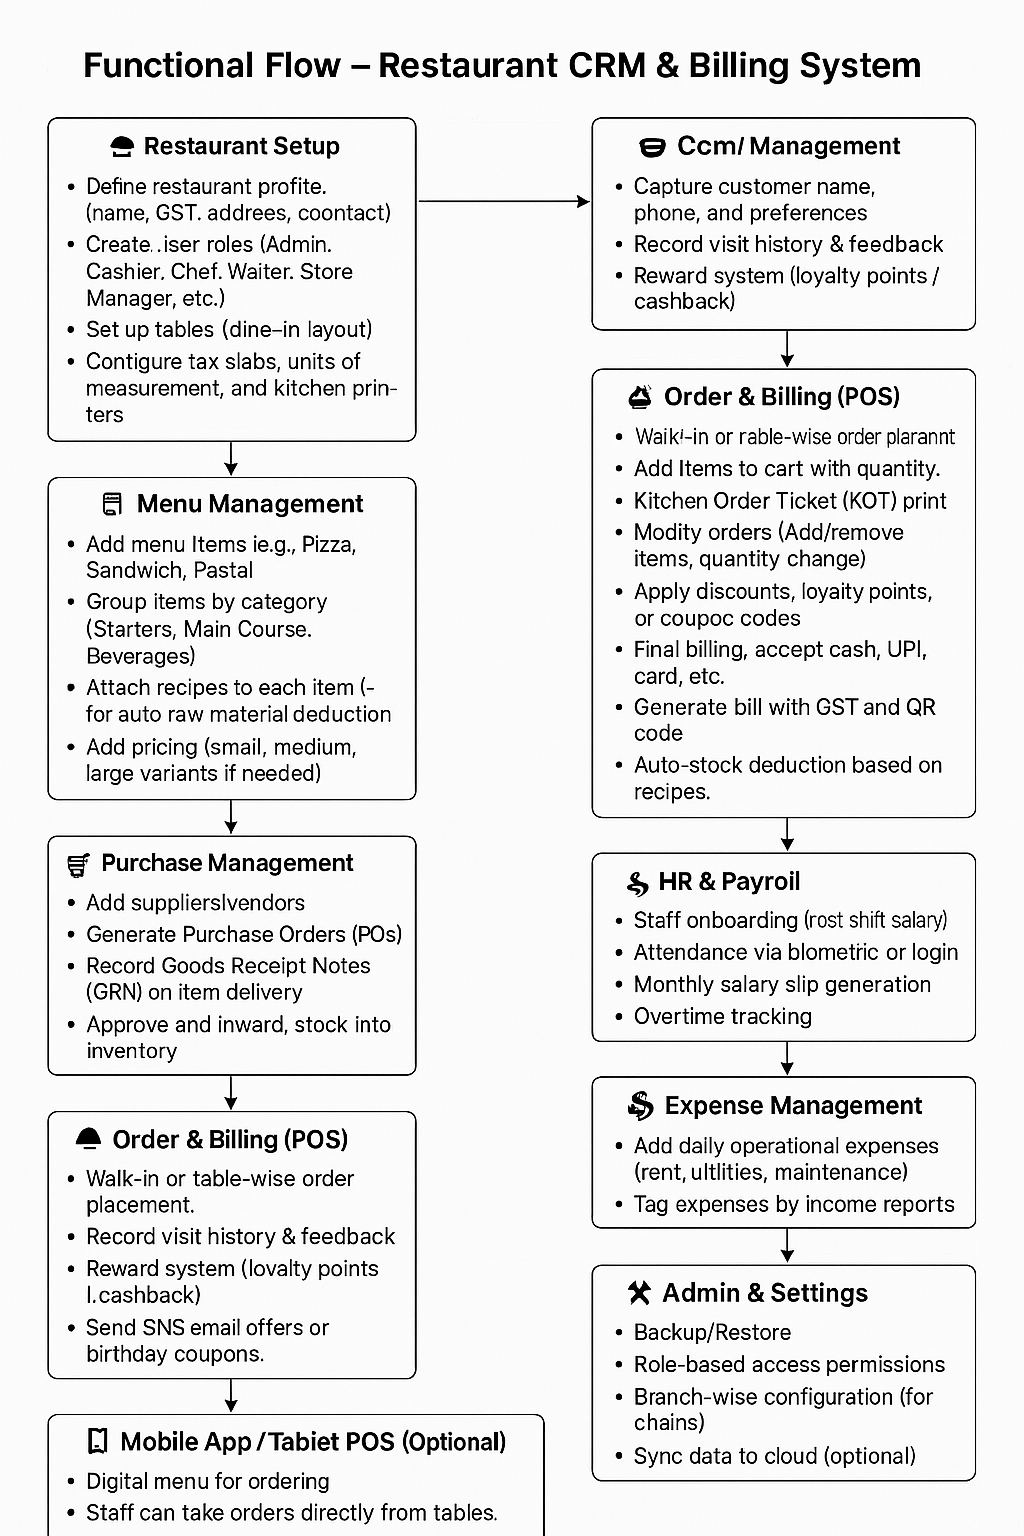 Functional Flow – Restaurant CRM & Billing System
Restaurant Setup
• Define restaurant profite.
(name, GST. addrees, coontact)
• Create. .iser roles (Admin.
Cashier. Chef. Waiter. Store
Manager, etc.)
• Set up tables (dine–in layout)
• Contigure tax slabs, units of
measurement, and kitchen prin-
ters
Menu Management
• Add menu Items ie.g., Pizza,
Sandwich, Pastal
• Group items by category
(Starters, Main Course.
Beverages)
• Attach recipes to each item (-
for auto raw material deduction
• Add pricing (smail, medium,
large variants if needed)
Purchase Management
• Add suppliersIvendors
• Generate Purchase Orders (POs)
• Record Goods Receipt Notes
(GRN) on item delivery
• Approve and inward, stock into
inventory
Order & Billing (POS)
• Walk-in or table-wise order
placement.
• Record visit history & feedback
• Reward system (lovalty points
I.cashback)
• Send SNS email offers or
birthday coupons.
Mobile App / Tabiet POS (Optional)
• Digital menu for ordering
• Staff can take orders directly from tables.
Ccm/ Management
• Capture customer name,
phone, and preferences
• Record visit history & feedback
• Reward system (loyalty points /
cashback)
Order & Billing (POS)
• Waik'-in or rable-wise order plarannt
• Add Items to cart with quantity.
• Kitchen Order Ticket (KOT) print
• Modity orders (Add/remove
items, quantity change)
• Apply discounts, loyaity points,
or coupoc codes
• Final billing, accept cash, UPI,
card, etc.
• Generate bill with GST and QR
code
• Auto-stock deduction based on
recipes.
HR & Payroil
• Staff onboarding (rost shift salary)
• Attendance via blometric or login
• Monthly salary slip generation
• Overtime tracking
Expense Management
• Add daily operational expenses
(rent, ultlities, maintenance)
• Tag expenses by income reports
Admin & Settings
• Backup/Restore
• Role-based access permissions
• Branch-wise configuration (for
chains)
• Sync data to cloud (optional)